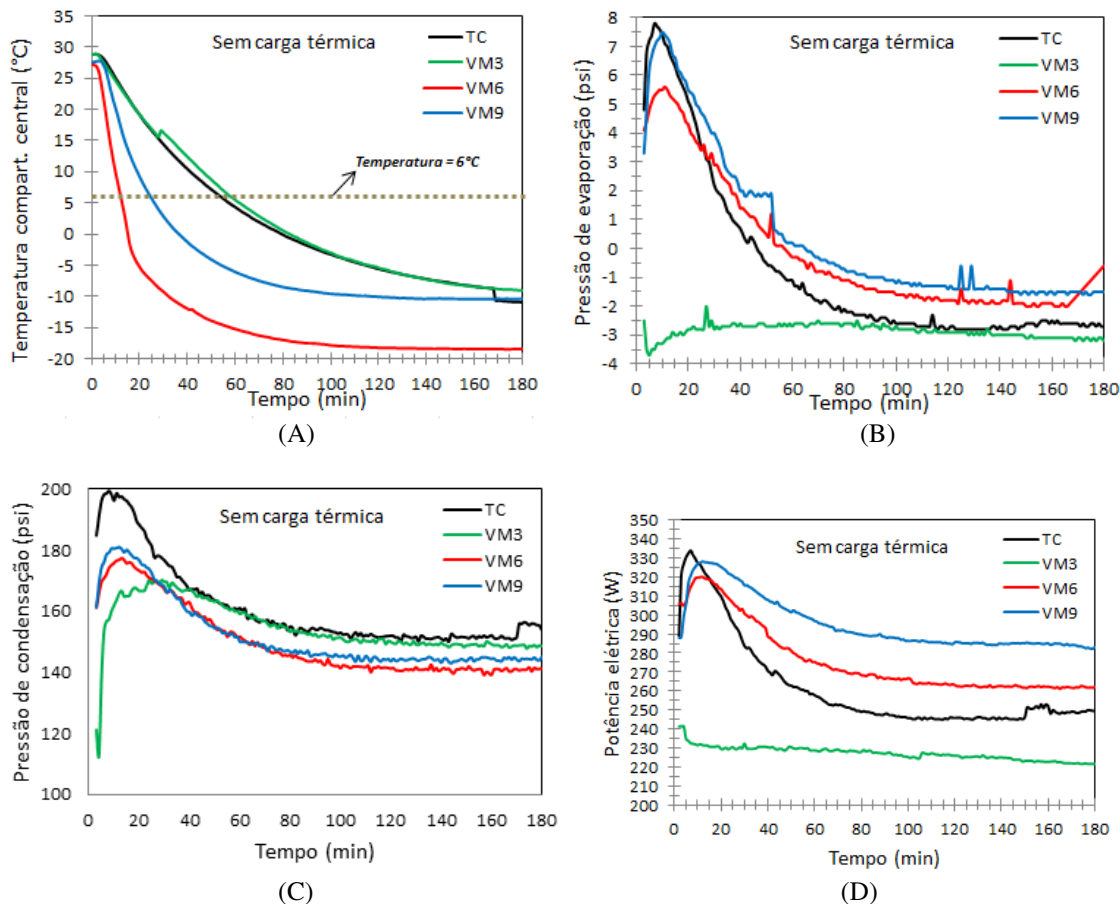 Temperatura compart. central (°C)
35
30
25
20
15
10
5
0
-5
-10
-15
-20
Sem carga térmica
TC
VM3
VM6
VM9
Temperatura = 6°C
0 20 40 60 80 100 120 140 160 180
Tempo (min)
(A)
Pressão de evaporação (psi)
8
7
6
5
4
3
2
1
0
-1
-2
-3
-4
Sem carga térmica
TC
VM3
VM6
VM9
0 20 40 60 80 100 120 140 160 180
Tempo (min)
(B)
Pressão de condensação (psi)
200
180
160
140
120
100
Sem carga térmica
TC
VM3
VM6
VM9
0 20 40 60 80 100 120 140 160 180
Tempo (min)
(C)
Potência elétrica (W)
350
340
330
320
310
300
290
280
270
260
250
240
230
220
210
200
Sem carga térmica
TC
VM3
VM6
VM9
0 20 40 60 80 100 120 140 160 180
Tempo (min)
(D)